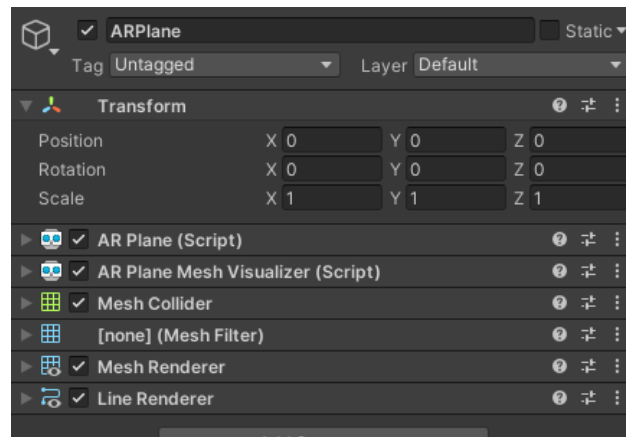 ARPlane Static
Tag Untagged Layer Default
Transform
Position X 0 Y 0 Z 0
Rotation X 0 Y 0 Z 0
Scale X 1 Y 1 Z 1
AR Plane (Script)
AR Plane Mesh Visualizer (Script)
Mesh Collider
[none] (Mesh Filter)
Mesh Renderer
Line Renderer